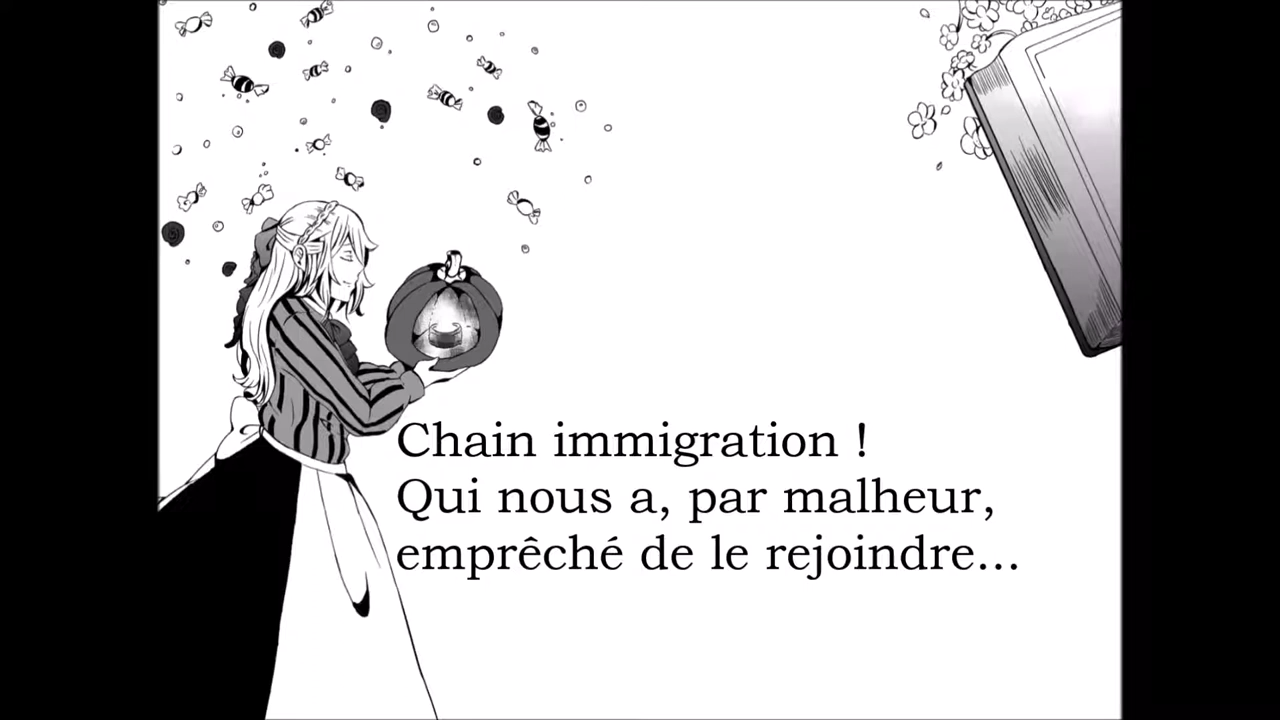 Chain immigration !
Qui nous a, par malheur,
emprêché de le rejoindre...